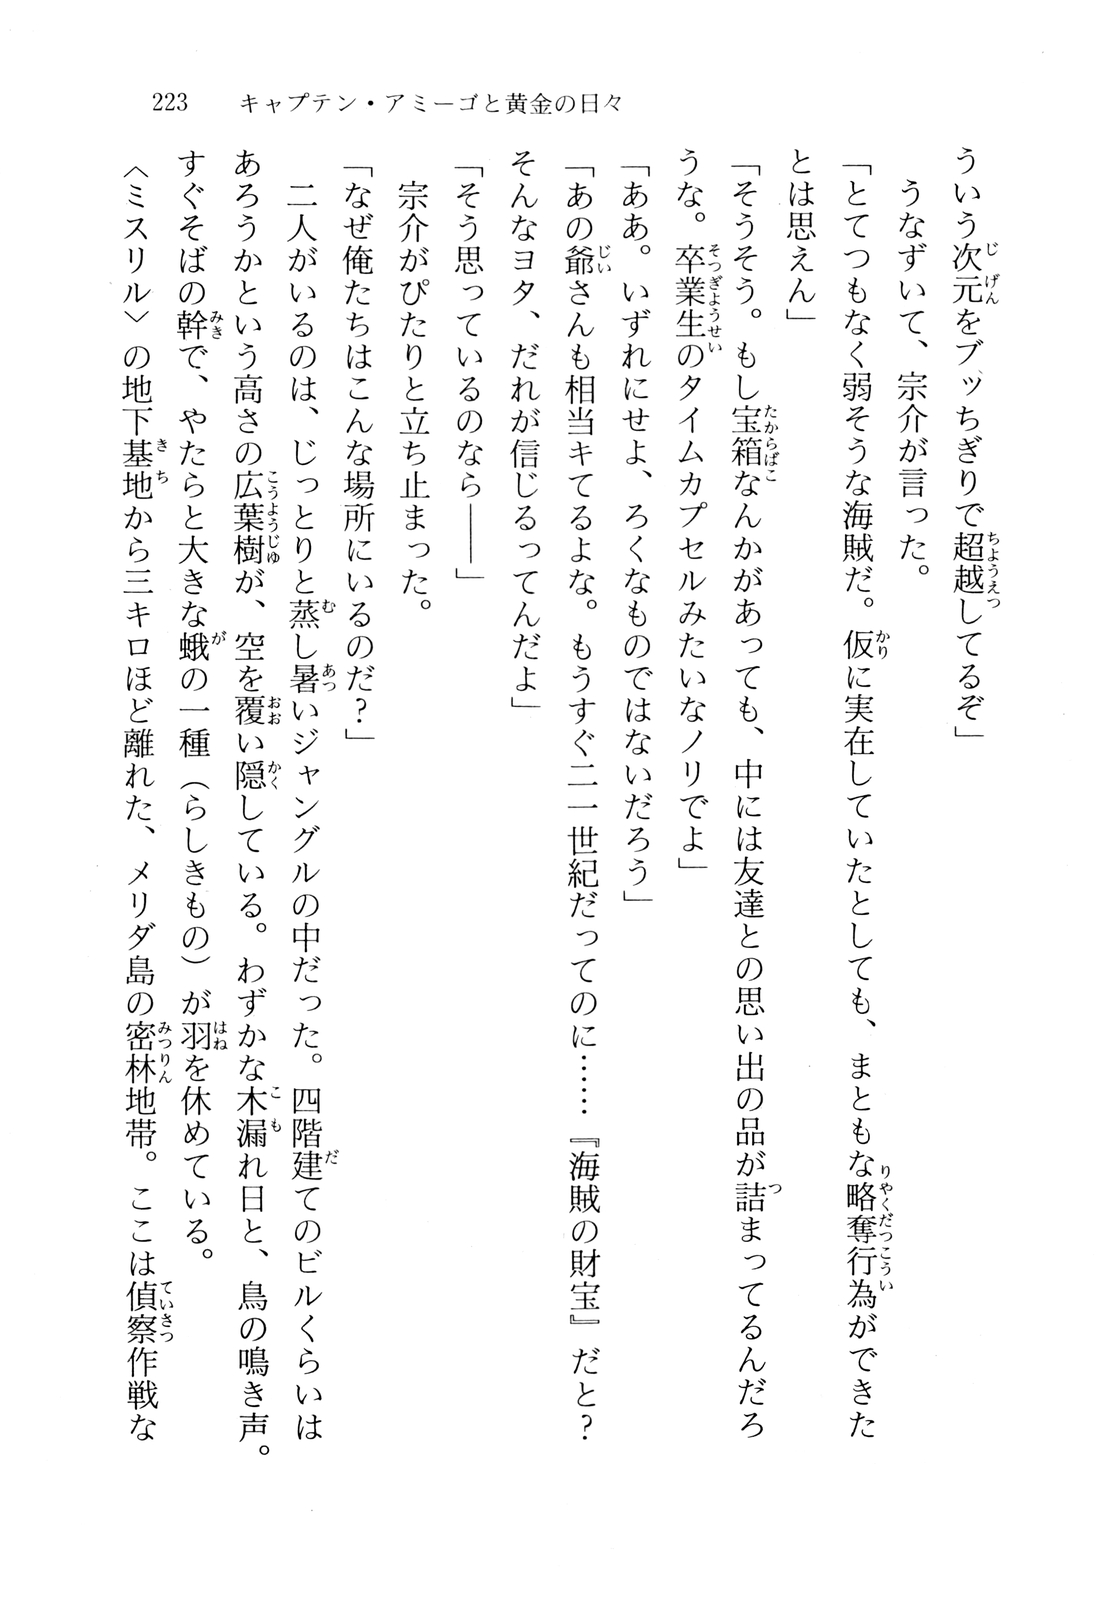 223　キャプテン・アミーゴと黄金の日々
ういう次元をブッちぎりで超越してるぞ」
　うなずいて、宗介が言った。
「とてつもなく弱そうな海賊だ。仮に実在していたとしても、まともな略奪行為ができた
とは思えん」
「そうそう。もし宝箱なんかがあっても、中には友達との思い出の品が詰まってるんだろ
うな。卒業生のタイムカプセルみたいなノリでよ」
「ああ。いずれにせよ、ろくなものではないだろう」
「あの爺さんも相当キてるよな。もうすぐ二一世紀だってのに……『海賊の財宝』だと？
そんなヨタ、だれが信じるってんだよ」
「そう思っているのなら――」
　宗介がぴたりと立ち止まった。
「なぜ俺たちはこんな場所にいるのだ？」
　二人がいるのは、じっとりと蒸し暑いジャングルの中だった。四階建てのビルくらいは
あろうかという高さの広葉樹が、空を覆い隠している。わずかな木漏れ日と、鳥の鳴き声。
すぐそばの幹で、やたらと大きな蛾の一種（らしきもの）が羽を休めている。
〈ミスリル〉の地下基地から三キロほど離れた、メリダ島の密林地帯。ここは偵察作戦な